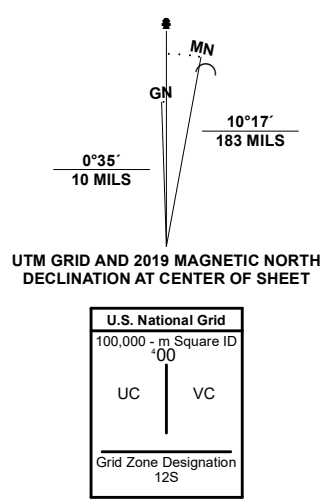 MN
GN
10°17´
183 MILS
0°35´
10 MILS
UTM GRID AND 2019 MAGNETIC NORTH
DECLINATION AT CENTER OF SHEET
U.S. National Grid
100,000 - m Square ID
⁴00
UC VC
Grid Zone Designation
12S